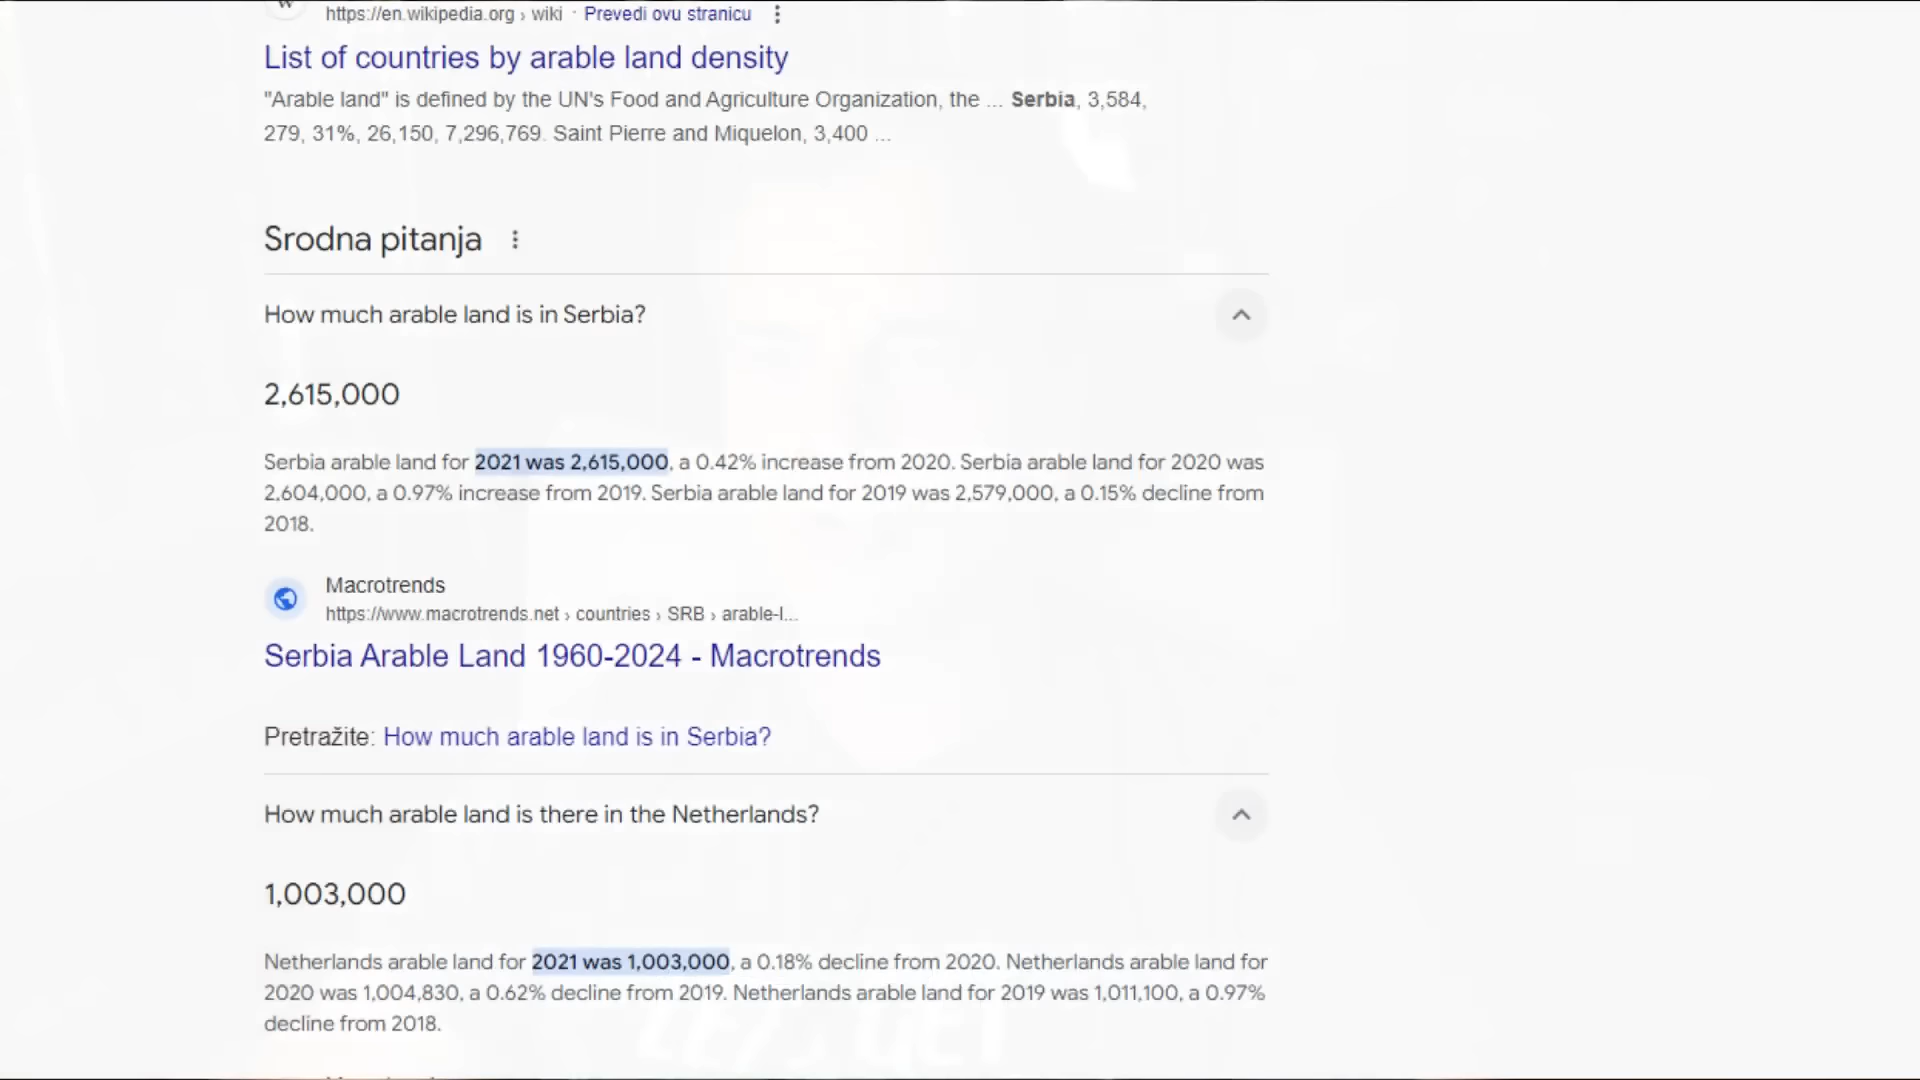 https://en.wikipedia.org › wiki · Prevedi ovu stranicu
List of countries by arable land density
"Arable land" is defined by the UN's Food and Agriculture Organization, the ... Serbia, 3,584,
279, 31%, 26,150, 7,296,769. Saint Pierre and Miquelon, 3,400 ...
Srodna pitanja
How much arable land is in Serbia?
2,615,000
Serbia arable land for 2021 was 2,615,000, a 0.42% increase from 2020. Serbia arable land for 2020 was
2,604,000, a 0.97% increase from 2019. Serbia arable land for 2019 was 2,579,000, a 0.15% decline from
2018.
Macrotrends
https://www.macrotrends.net › countries › SRB › arable-l...
Serbia Arable Land 1960-2024 - Macrotrends
Pretražite: How much arable land is in Serbia?
How much arable land is there in the Netherlands?
1,003,000
Netherlands arable land for 2021 was 1,003,000, a 0.18% decline from 2020. Netherlands arable land for
2020 was 1,004,830, a 0.62% decline from 2019. Netherlands arable land for 2019 was 1,011,100, a 0.97%
decline from 2018.
LET'S GET